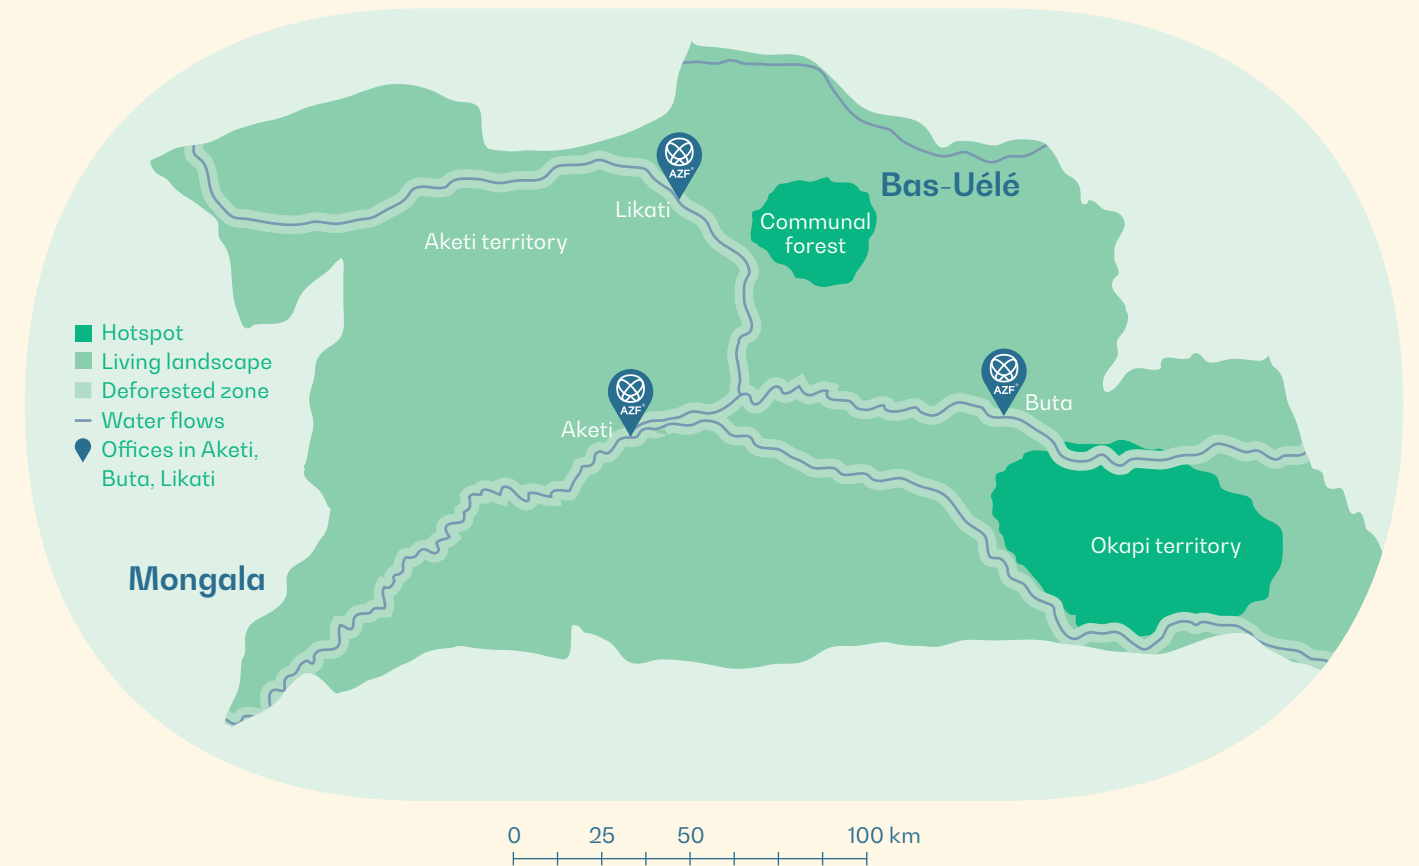 AZF®
Bas-Uélé
Likati
Communal
forest
Aketi territory
Hotspot
Living landscape
Deforested zone
Water flows
Offices in Aketi,
Buta, Likati
AZF®
AZF®
Buta
Aketi
Okapi territory
Mongala
0 25 50 100 km